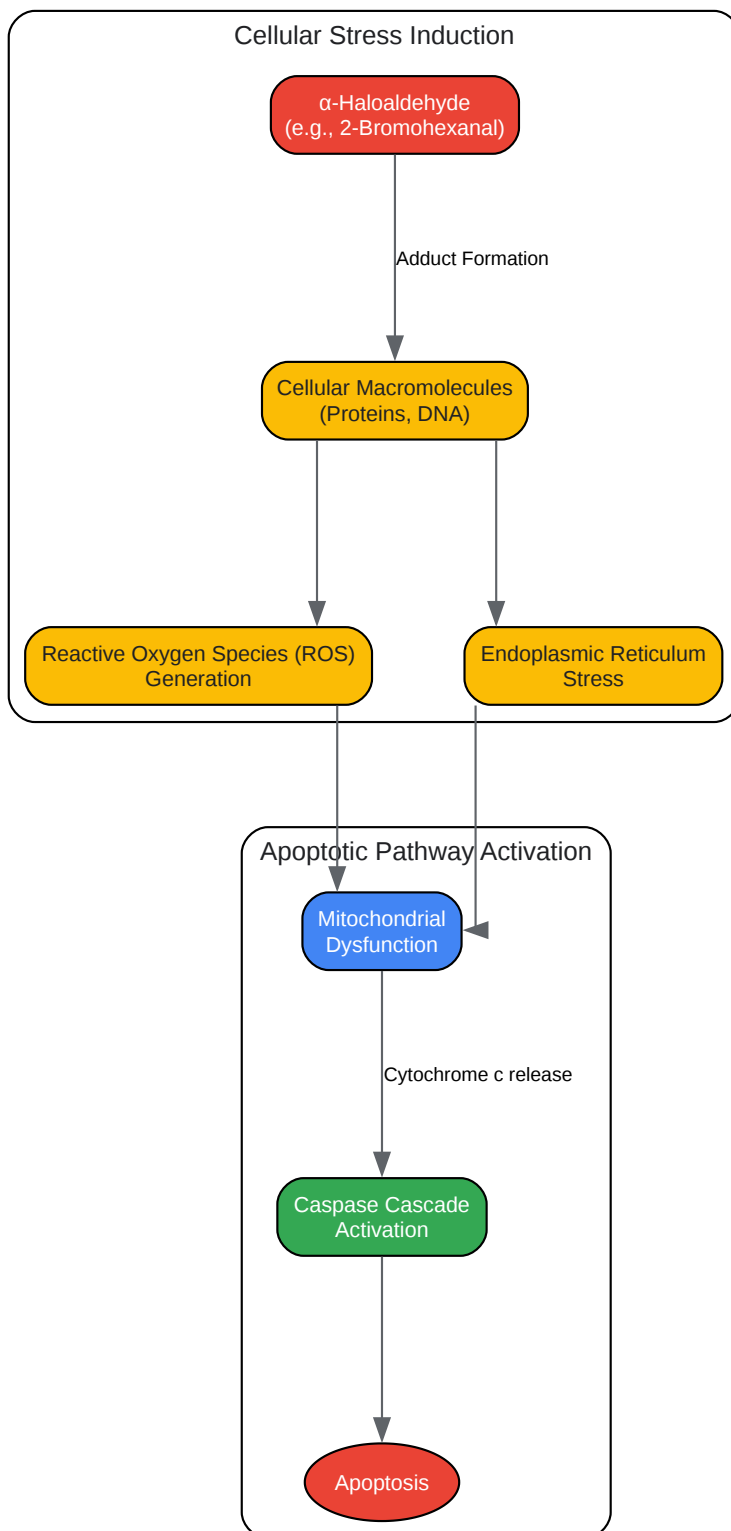 Cellular Stress Induction
α-Haloaldehyde
(e.g., 2-Bromohexanal)
Adduct Formation
Cellular Macromolecules
(Proteins, DNA)
Reactive Oxygen Species (ROS)
Generation
Endoplasmic Reticulum
Stress
Apoptotic Pathway Activation
Mitochondrial
Dysfunction
Cytochrome c release
Caspase Cascade
Activation
Apoptosis